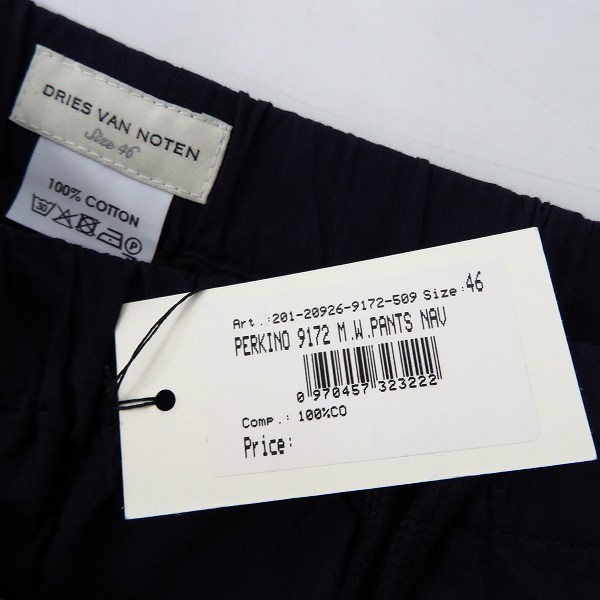 DRIES VAN NOTEN
Size 46
100% COTTON
30 P
Art.:201-20926-9172-509 Size:46
PERKINO 9172 M.W.PANTS NAV
0 970457 323222
Comp.: 100%CO
Price: